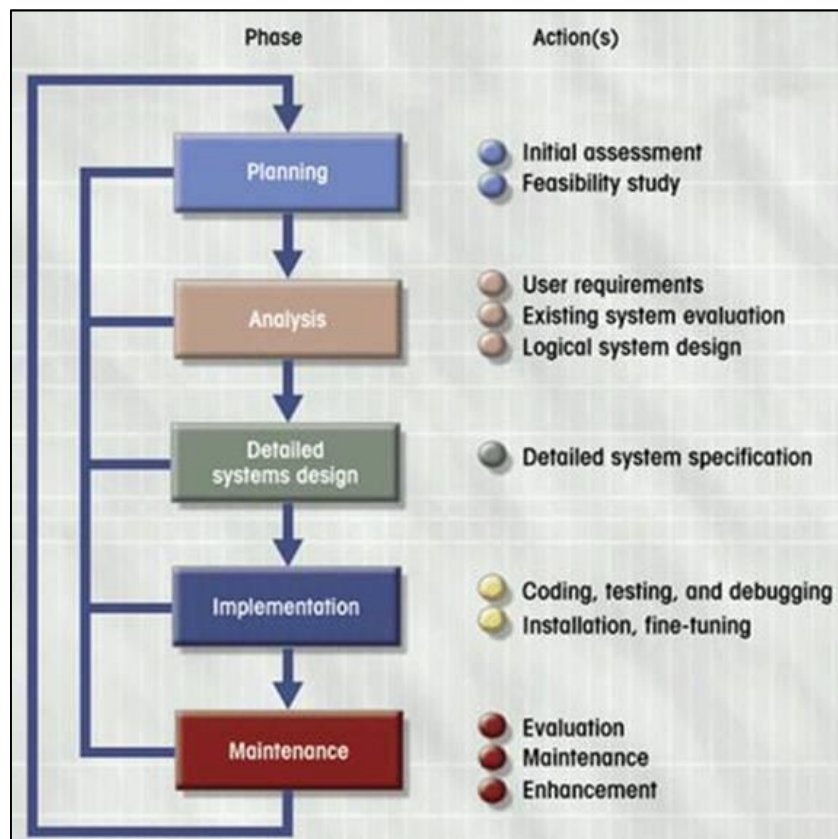 Phase
Action(s)
Planning
Initial assessment
Feasibility study
Analysis
User requirements
Existing system evaluation
Logical system design
Detailed
systems design
Detailed system specification
Implementation
Coding, testing, and debugging
Installation, fine-tuning
Maintenance
Evaluation
Maintenance
Enhancement